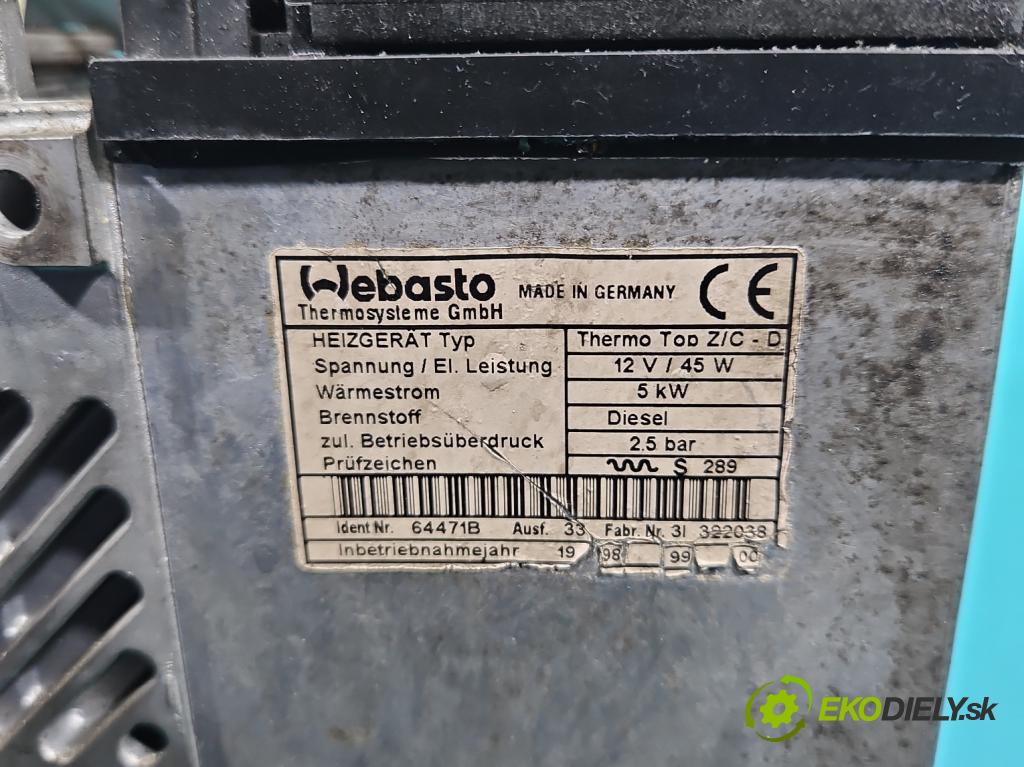 Webasto MADE IN GERMANY CE
Thermosysteme GmbH
HEIZGERÄT Typ Thermo Top Z/C - D
Spannung / El. Leistung 12 V / 45 W
Wärmestrom 5 kW
Brennstoff Diesel
zul. Betriebsüberdruck 2.5 bar
Prüfzeichen S 289
Ident Nr. 64471B Ausf. 33 Fabr. Nr. 3I 322038
Inbetriebnahmejahr 19 98 99 00
EKODIELY.sk